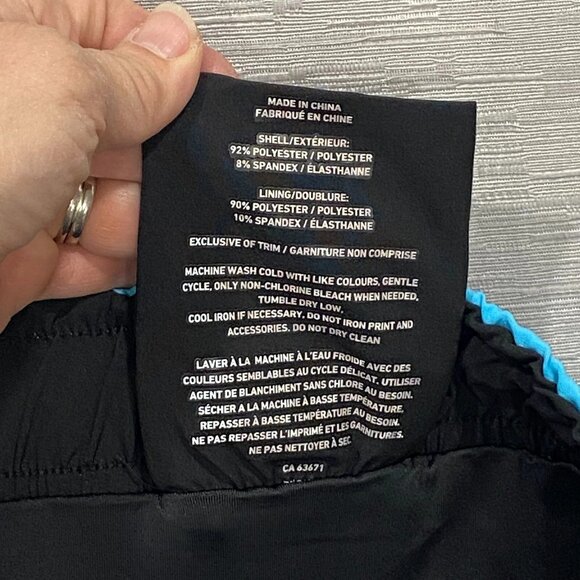 MADE IN CHINA
FABRIQUÉ EN CHINE
SHELL/EXTÉRIEUR:
92% POLYESTER / POLYESTER
8% SPANDEX / ÉLASTHANNE
LINING/DOUBLURE:
90% POLYESTER / POLYESTER
10% SPANDEX / ÉLASTHANNE
EXCLUSIVE OF TRIM / GARNITURE NON COMPRISE
MACHINE WASH COLD WITH LIKE COLOURS, GENTLE
CYCLE, ONLY NON-CHLORINE BLEACH WHEN NEEDED,
TUMBLE DRY LOW.
COOL IRON IF NECESSARY. DO NOT IRON PRINT AND
ACCESSORIES. DO NOT DRY CLEAN
LAVER À LA MACHINE À L'EAU FROIDE AVEC DES
COULEURS SEMBLABLES AU CYCLE DÉLICAT. UTILISER
AGENT DE BLANCHIMENT SANS CHLORE AU BESOIN.
SÉCHER A LA MACHINE À BASSE TEMPÉRATURE.
REPASSER À BASSE TEMPÉRATURE AU BESOIN.
NE PAS REPASSER L'IMPRIMÉ ET LES GARNITURES.
NE PAS NETTOYER À SEC
CA 63671